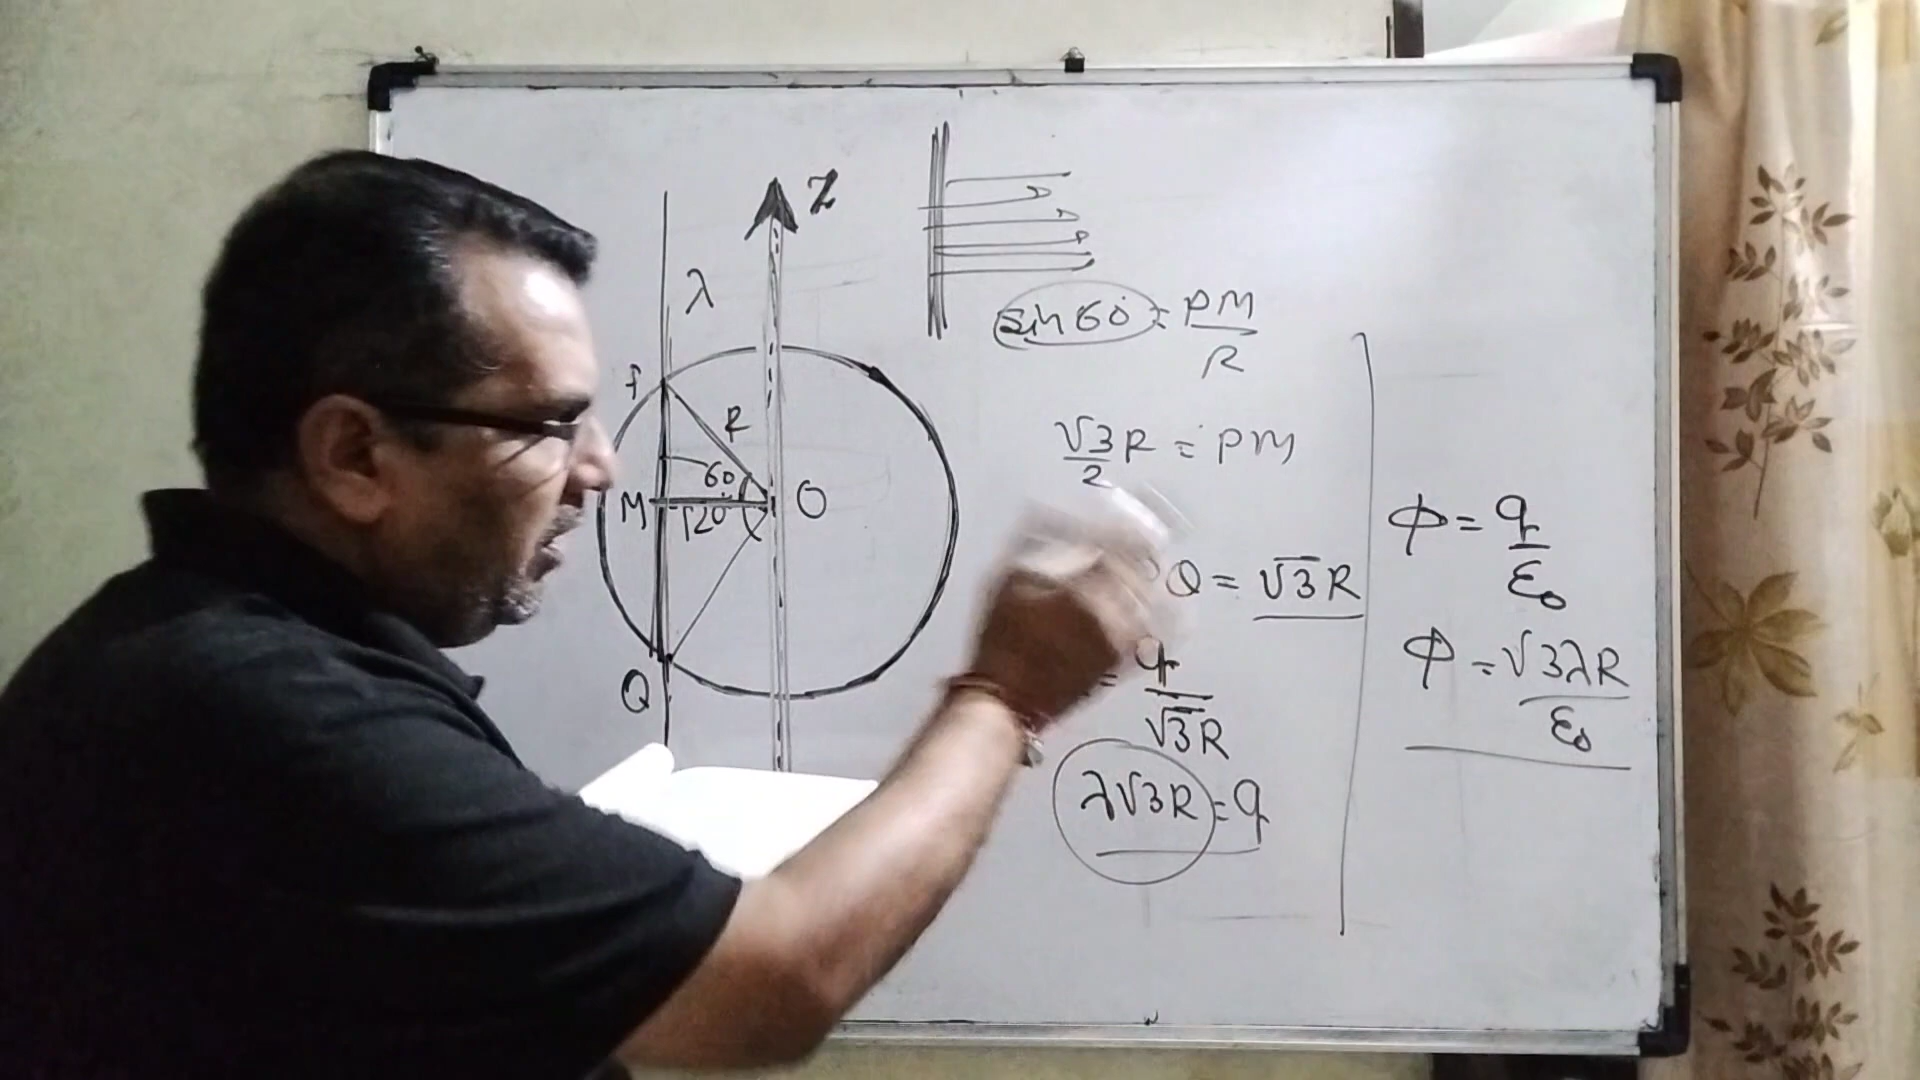 Z
λ
P
R
60
M
120
O
Q
sin 60° = PM/R
√3/2 R = PM
Q = √3R
= q/√3R
λ√3R = q
Φ = q/ε₀
Φ = √3λR/ε₀